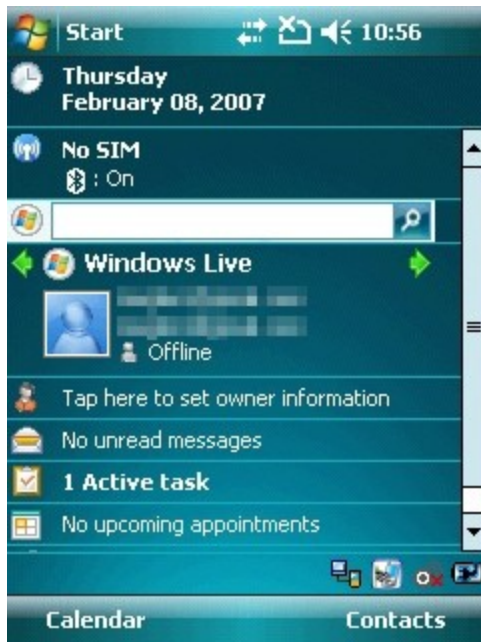 Start 10:56
Thursday
February 08, 2007
No SIM
: On
Windows Live
Offline
Tap here to set owner information
No unread messages
1 Active task
No upcoming appointments
Calendar Contacts